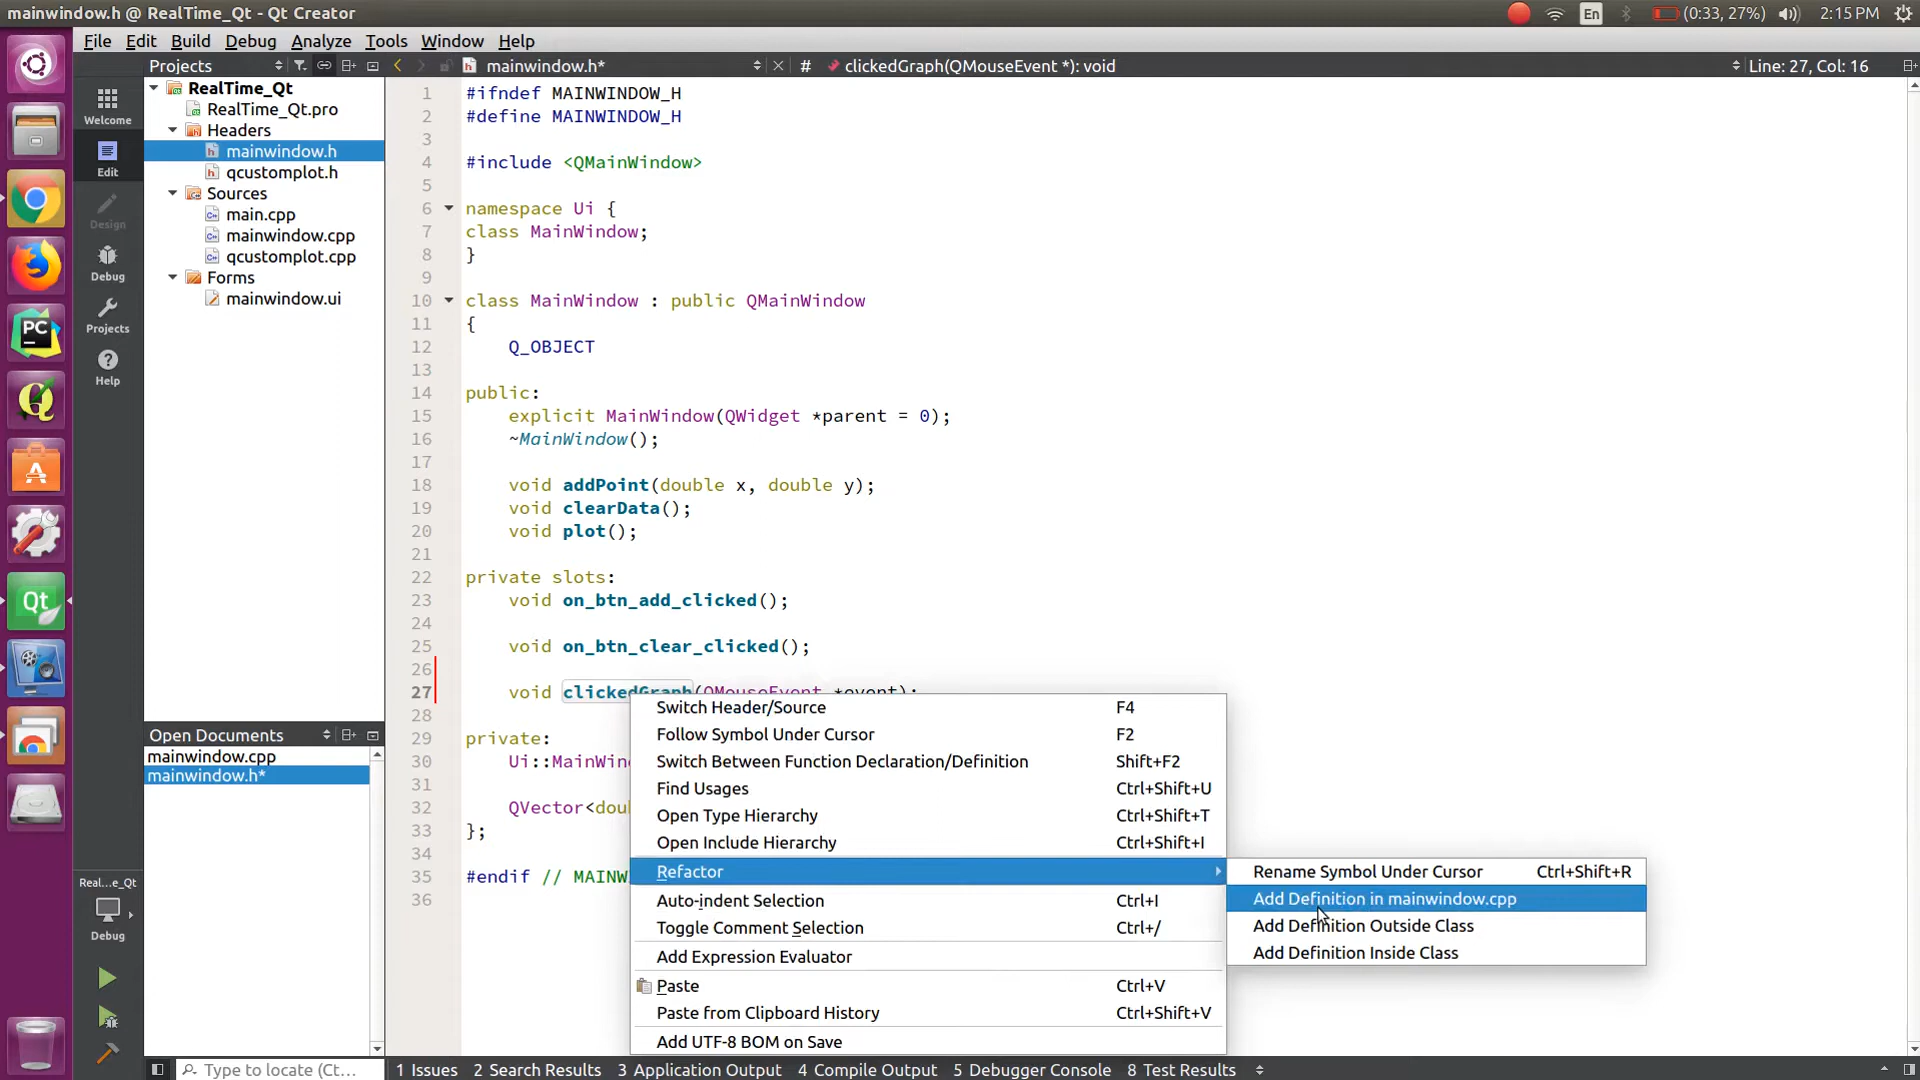 mainwindow.h @ RealTime_Qt - Qt Creator
En
(0:33, 27%)
2:15 PM
File Edit Build Debug Analyze Tools Window Help
Projects
mainwindow.h*
#
clickedGraph(QMouseEvent *): void
Line: 27, Col: 16
Welcome
Edit
Design
Debug
Projects
Help
RealTime_Qt
RealTime_Qt.pro
Headers
mainwindow.h
qcustomplot.h
Sources
main.cpp
mainwindow.cpp
qcustomplot.cpp
Forms
mainwindow.ui
Open Documents
mainwindow.cpp
mainwindow.h*
1 #ifndef MAINWINDOW_H
2 #define MAINWINDOW_H
3
4 #include <QMainWindow>
5
6 namespace Ui {
7 class MainWindow;
8 }
9
10 class MainWindow : public QMainWindow
11 {
12 Q_OBJECT
13
14 public:
15 explicit MainWindow(QWidget *parent = 0);
16 ~MainWindow();
17
18 void addPoint(double x, double y);
19 void clearData();
20 void plot();
21
22 private slots:
23 void on_btn_add_clicked();
24
25 void on_btn_clear_clicked();
26
27 void clickedGraph(QMouseEvent *event);
28
29 private:
30 Ui::MainWind
31
32 QVector<dou
33 };
34
35 #endif // MAINW
36
Switch Header/Source F4
Follow Symbol Under Cursor F2
Switch Between Function Declaration/Definition Shift+F2
Find Usages Ctrl+Shift+U
Open Type Hierarchy Ctrl+Shift+T
Open Include Hierarchy Ctrl+Shift+I
Refactor
Auto-indent Selection Ctrl+I
Toggle Comment Selection Ctrl+/
Add Expression Evaluator
Paste Ctrl+V
Paste from Clipboard History Ctrl+Shift+V
Add UTF-8 BOM on Save
Rename Symbol Under Cursor Ctrl+Shift+R
Add Definition in mainwindow.cpp
Add Definition Outside Class
Add Definition Inside Class
PC
Qt
Real...e_Qt
Debug
Type to locate (Ct...
1 Issues 2 Search Results 3 Application Output 4 Compile Output 5 Debugger Console 8 Test Results